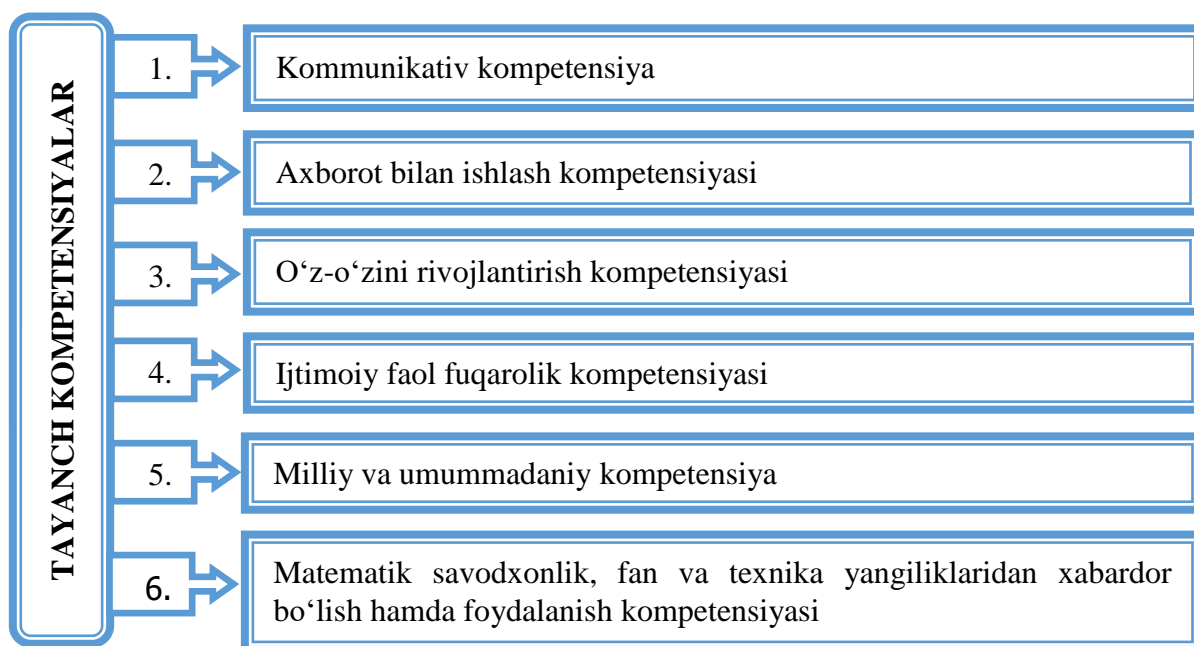 TAYANCH KOMPETENSIYALAR
1.
Kommunikativ kompetensiya
2.
Axborot bilan ishlash kompetensiyasi
3.
O‘z-o‘zini rivojlantirish kompetensiyasi
4.
Ijtimoiy faol fuqarolik kompetensiyasi
5.
Milliy va umummadaniy kompetensiya
6.
Matematik savodxonlik, fan va texnika yangiliklaridan xabardor
bo‘lish hamda foydalanish kompetensiyasi